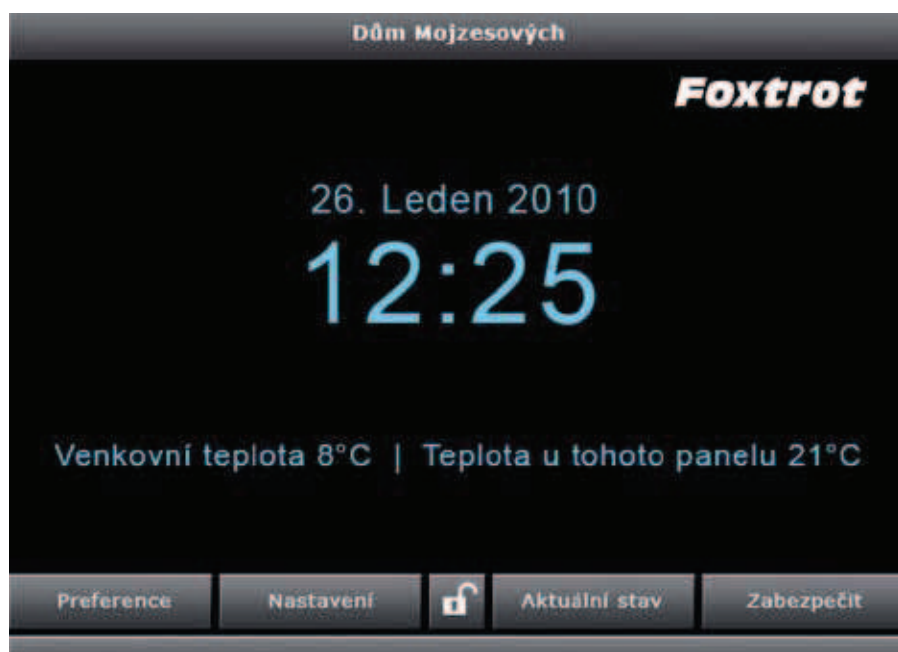 Dům Mojzesových
Foxtrot
26. Leden 2010
12:25
Venkovní teplota 8°C | Teplota u tohoto panelu 21°C
Preference Nastavení Aktuální stav Zabezpečit